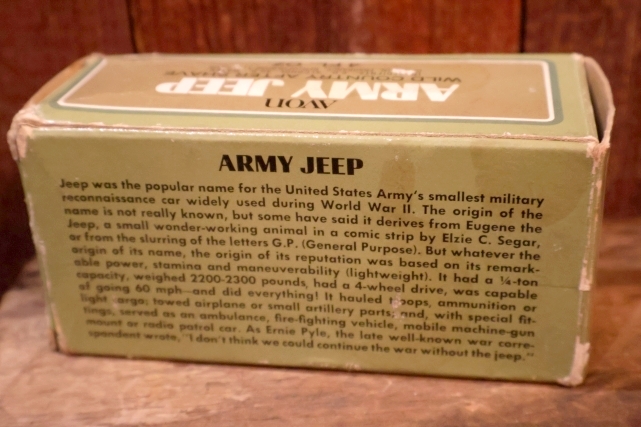 AVON
ARMY JEEP
WILD COUNTRY AFTER SHAVE
4 FL OZ
ARMY JEEP
Jeep was the popular name for the United States Army's smallest military
reconnaissance car widely used during World War II. The origin of the
name is not really known, but some have said it derives from Eugene the
Jeep, a small wonder-working animal in a comic strip by Elzie C. Segar,
or from the slurring of the letters G.P. (General Purpose). But whatever the
origin of its name, the origin of its reputation was based on its remark-
able power, stamina and maneuverability (lightweight). It had a ¼-ton
capacity, weighed 2200-2300 pounds, had a 4-wheel drive, was capable
of going 60 mph—and did everything! It hauled troops, ammunition or
light cargo; towed airplane or small artillery parts; and, with special fit-
tings, served as an ambulance, fire-fighting vehicle, mobile machine-gun
mount or radio patrol car. As Ernie Pyle, the late well-known war corre-
spondent wrote, "I don't think we could continue the war without the jeep."